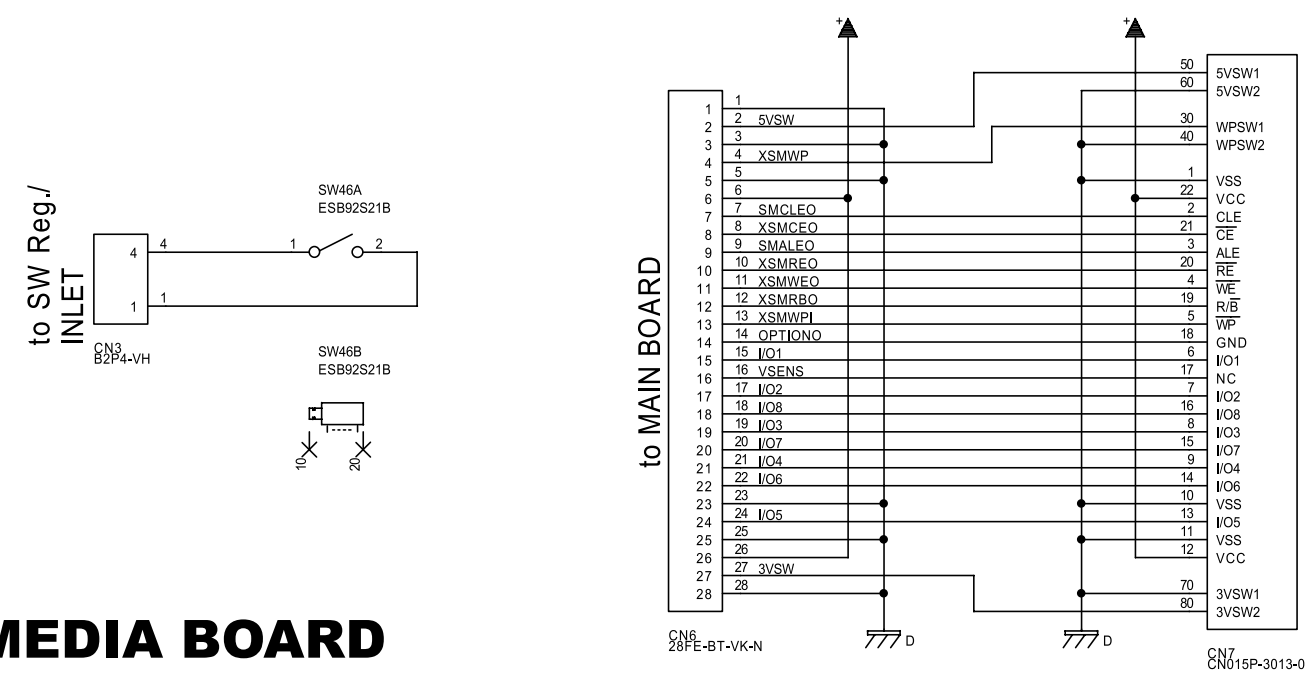 to SW Reg./
INLET
4
1
4
1
CN3
B2P4-VH
SW46A
ESB92S21B
1
2
SW46B
ESB92S21B
10
20
MEDIA BOARD
to MAIN BOARD
+
+
1 1
2 2 5VSW
3 3
4 4 XSMWP
5 5
6 6
7 7 SMCLEO
8 8 XSMCEO
9 9 SMALEO
10 10 XSMREO
11 11 XSMWEO
12 12 XSMRBO
13 13 XSMWPI
14 14 OPTIONO
15 15 I/O1
16 16 VSENS
17 17 I/O2
18 18 I/O8
19 19 I/O3
20 20 I/O7
21 21 I/O4
22 22 I/O6
23 23
24 24 I/O5
25 25
26 26
27 27 3VSW
28 28
CN6
28FE-BT-VK-N
D
D
50 5VSW1
60 5VSW2
30 WPSW1
40 WPSW2
1 VSS
22 VCC
2 CLE
21 CE
3 ALE
20 RE
4 WE
19 R/B
5 WP
18 GND
6 I/O1
17 NC
7 I/O2
16 I/O8
8 I/O3
15 I/O7
9 I/O4
14 I/O6
10 VSS
13 I/O5
11 VSS
12 VCC
70 3VSW1
80 3VSW2
CN7
CN015P-3013-0